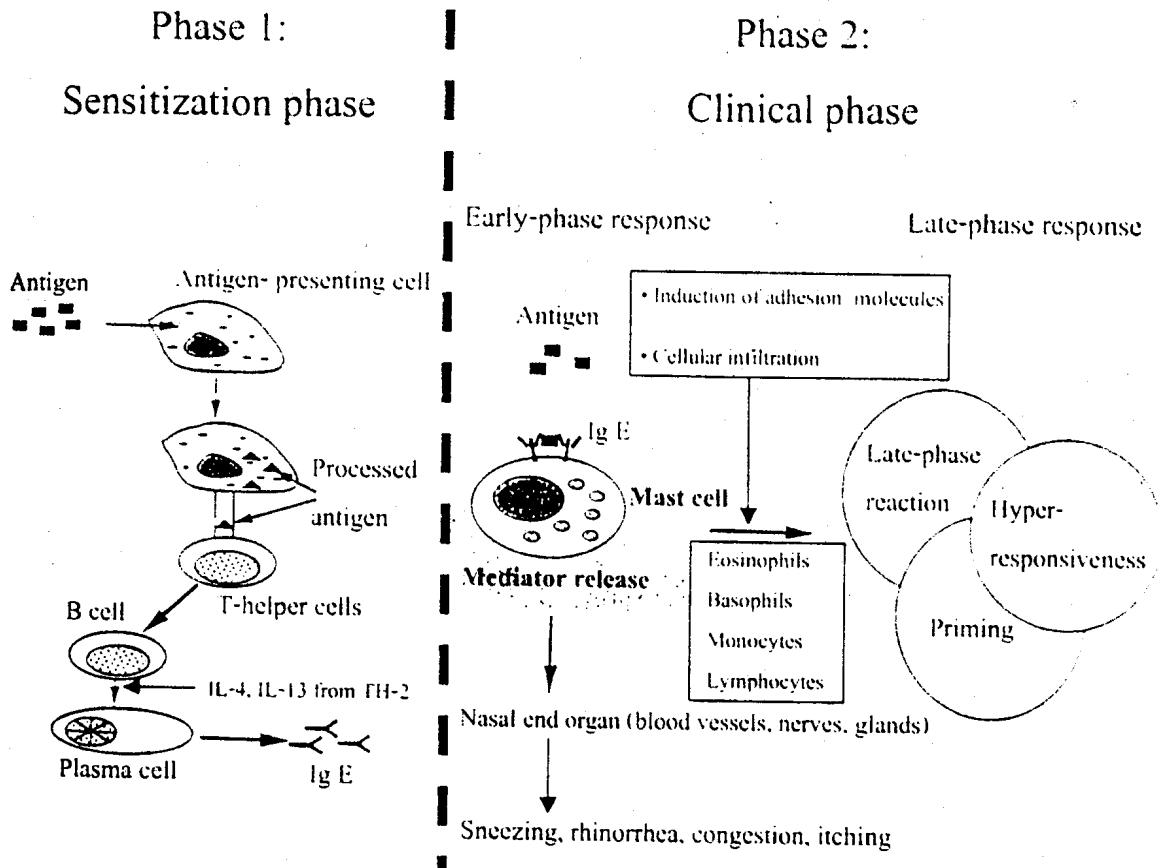 Phase 1:
Sensitization phase
Antigen
Antigen- presenting cell
Processed
antigen
T-helper cells
B cell
IL-4, IL-13 from TH-2
Plasma cell
Ig E
Phase 2:
Clinical phase
Early-phase response
Late-phase response
• Induction of adhesion molecules
• Cellular infiltration
Antigen
Ig E
Mast cell
Mediator release
Eosinophils
Basophils
Monocytes
Lymphocytes
Late-phase
reaction
Hyper-
responsiveness
Priming
Nasal end organ (blood vessels, nerves, glands)
Sneezing, rhinorrhea, congestion, itching